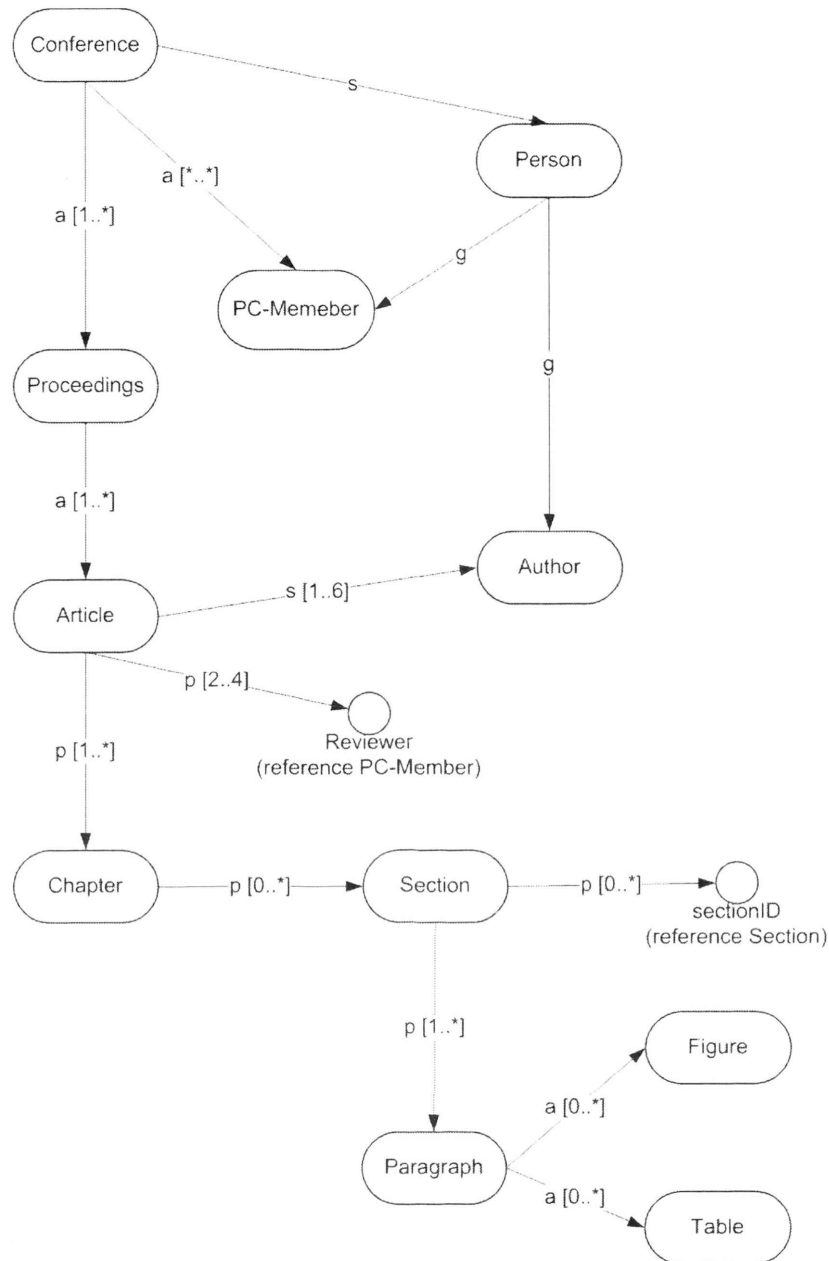 Conference
s
Person
a [*..*]
a [1..*]
g
PC-Memeber
g
Proceedings
a [1..*]
Author
s [1..6]
Article
p [2..4]
Reviewer
(reference PC-Member)
p [1..*]
Chapter
p [0..*]
Section
p [0..*]
sectionID
(reference Section)
p [1..*]
Figure
a [0..*]
Paragraph
a [0..*]
Table